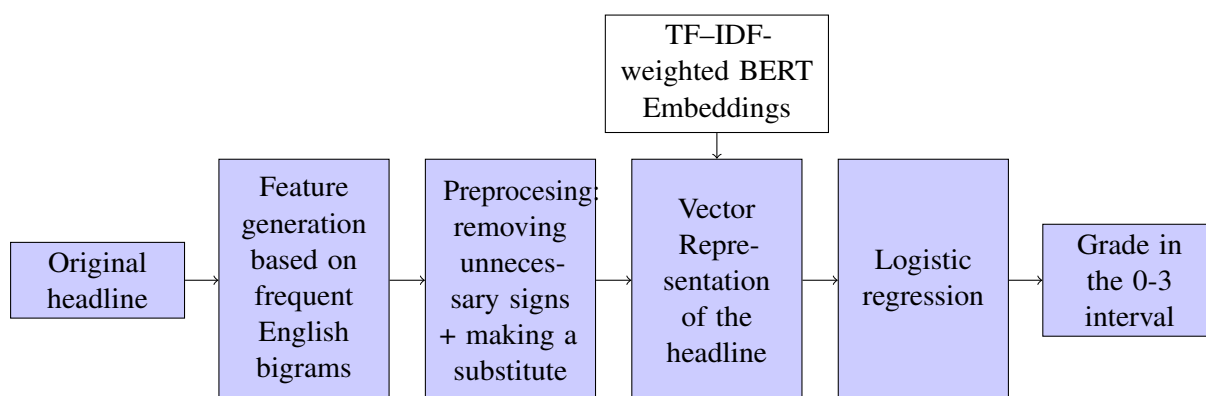 TF–IDF-
weighted BERT
Embeddings
Original
headline
Feature
generation
based on
frequent
English
bigrams
Preprocesing:
removing
unneces-
sary signs
+ making a
substitute
Vector
Repre-
sentation
of the
headline
Logistic
regression
Grade in
the 0-3
interval